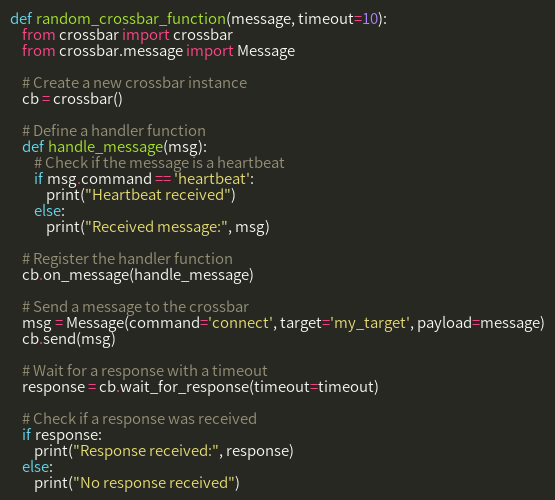 def random_crossbar_function(message, timeout=10):
    from crossbar import crossbar
    from crossbar.message import Message

    # Create a new crossbar instance
    cb = crossbar()

    # Define a handler function
    def handle_message(msg):
        # Check if the message is a heartbeat
        if msg.command == 'heartbeat':
            print("Heartbeat received")
        else:
            print("Received message:", msg)

    # Register the handler function
    cb.on_message(handle_message)

    # Send a message to the crossbar
    msg = Message(command='connect', target='my_target', payload=message)
    cb.send(msg)

    # Wait for a response with a timeout
    response = cb.wait_for_response(timeout=timeout)

    # Check if a response was received
    if response:
        print("Response received:", response)
    else:
        print("No response received")